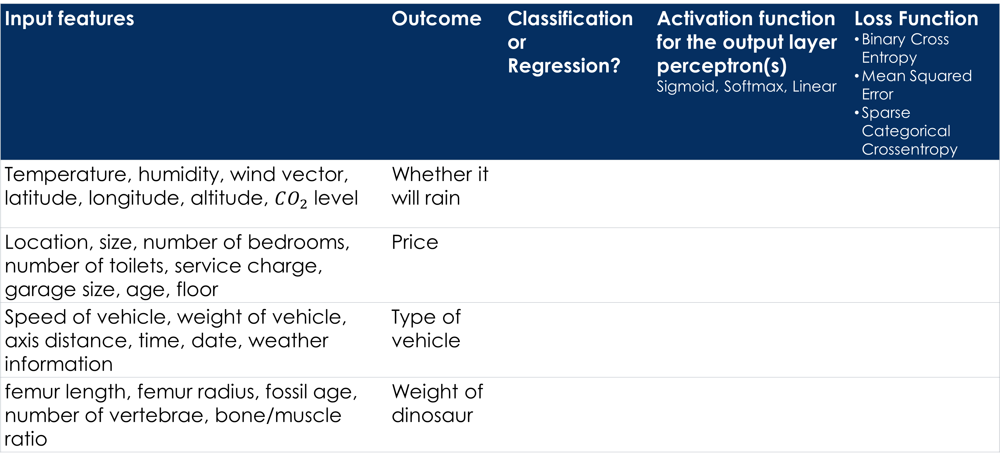 Input features
Outcome
Classification
or
Regression?
Activation function
for the output layer
perceptron(s)
Sigmoid, Softmax, Linear
Loss Function
• Binary Cross
Entropy
• Mean Squared
Error
• Sparse
Categorical
Crossentropy
Temperature, humidity, wind vector,
latitude, longitude, altitude, CO₂ level
Whether it
will rain
Location, size, number of bedrooms,
number of toilets, service charge,
garage size, age, floor
Price
Speed of vehicle, weight of vehicle,
axis distance, time, date, weather
information
Type of
vehicle
femur length, femur radius, fossil age,
number of vertebrae, bone/muscle
ratio
Weight of
dinosaur